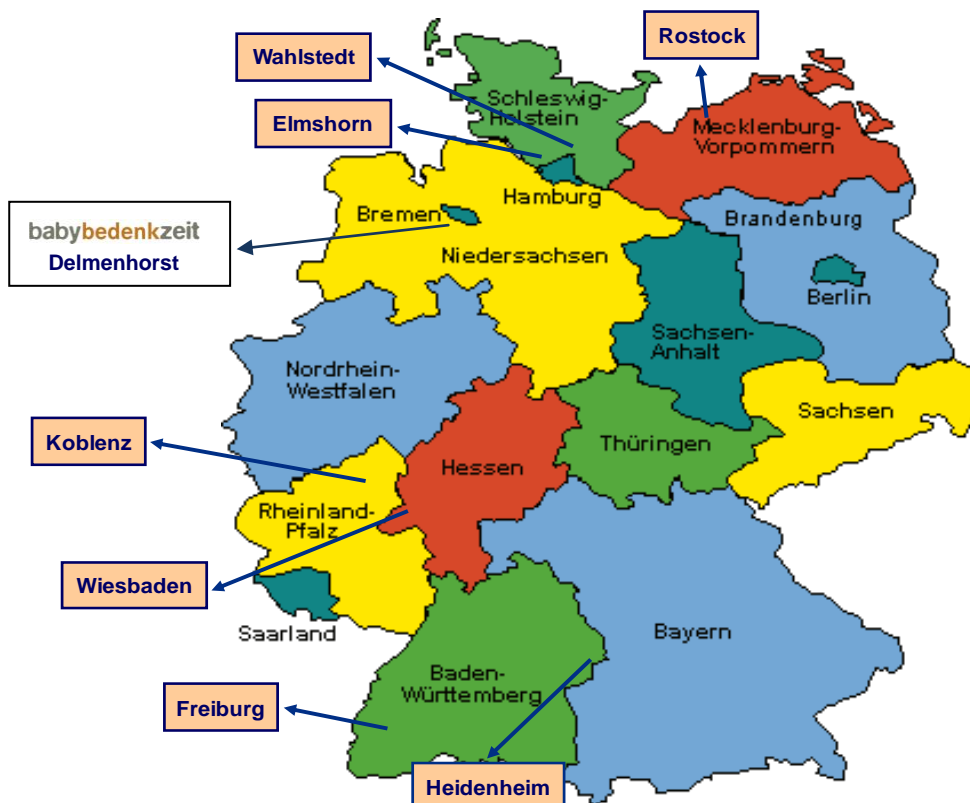 Rostock
Wahlstedt
Schleswig-
Holstein
Elmshorn
Mecklenburg-
Vorpommern
Hamburg
Bremen
Brandenburg
babybedenkzeit
Delmenhorst
Niedersachsen
Berlin
Sachsen-
Anhalt
Nordrhein-
Westfalen
Sachsen
Koblenz
Thüringen
Hessen
Rheinland-
Pfalz
Wiesbaden
Saarland
Bayern
Baden-
Württemberg
Freiburg
Heidenheim